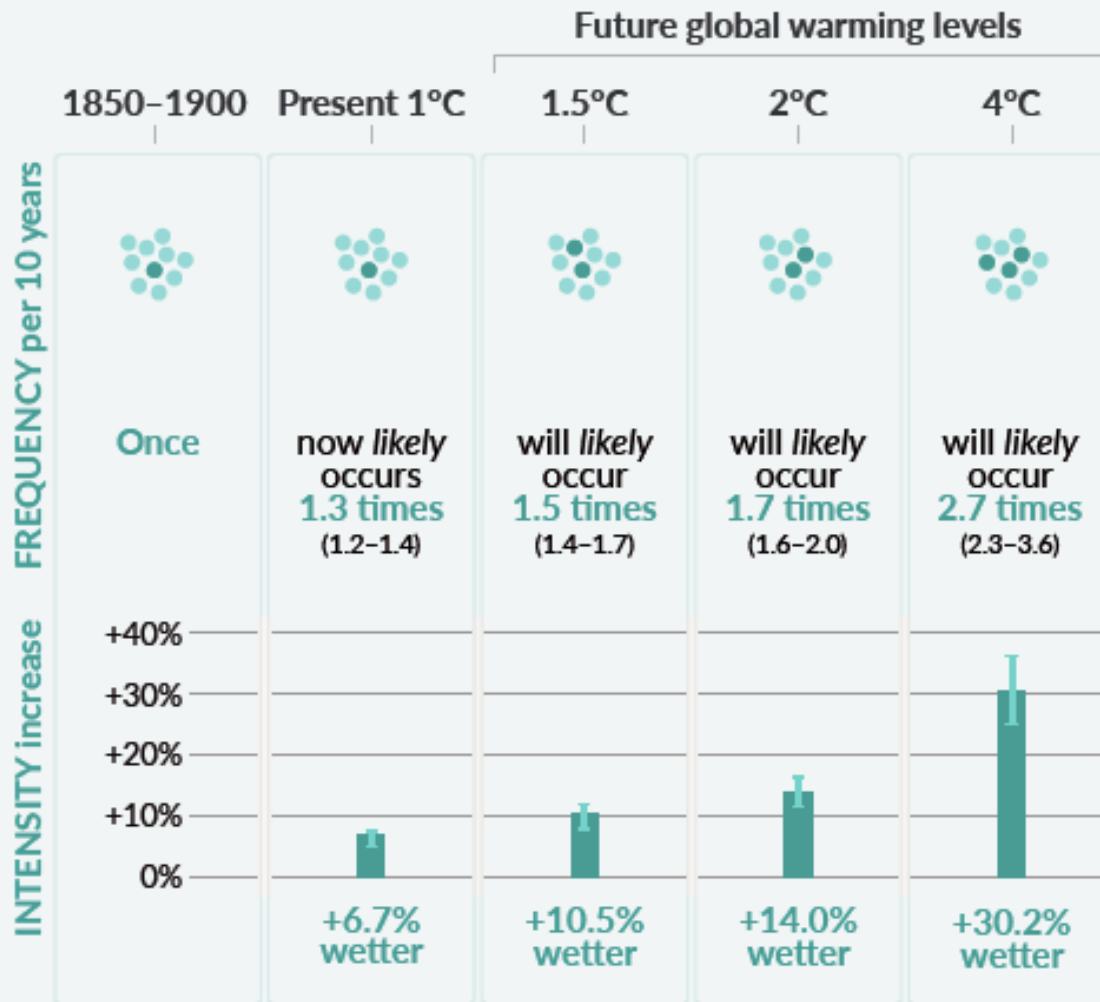 Future global warming levels
1850–1900 Present 1°C 1.5°C 2°C 4°C
FREQUENCY per 10 years
Once
now likely
occurs
1.3 times
(1.2–1.4)
will likely
occur
1.5 times
(1.4–1.7)
will likely
occur
1.7 times
(1.6–2.0)
will likely
occur
2.7 times
(2.3–3.6)
INTENSITY increase
+40%
+30%
+20%
+10%
0%
+6.7%
wetter
+10.5%
wetter
+14.0%
wetter
+30.2%
wetter